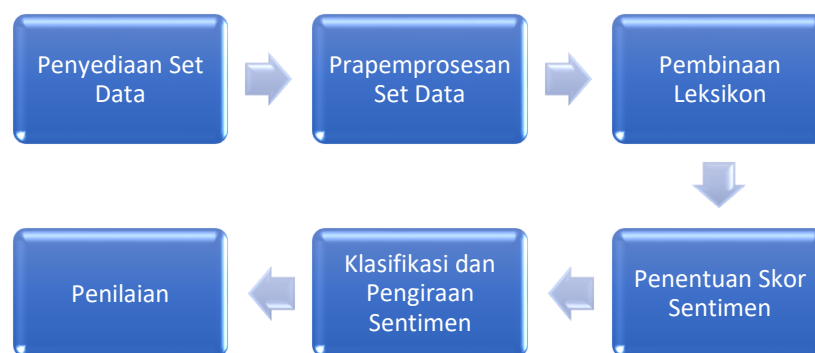 Penyediaan Set
Data
Prapemprosesan
Set Data
Pembinaan
Leksikon
Penentuan Skor
Sentimen
Klasifikasi dan
Pengiraan
Sentimen
Penilaian